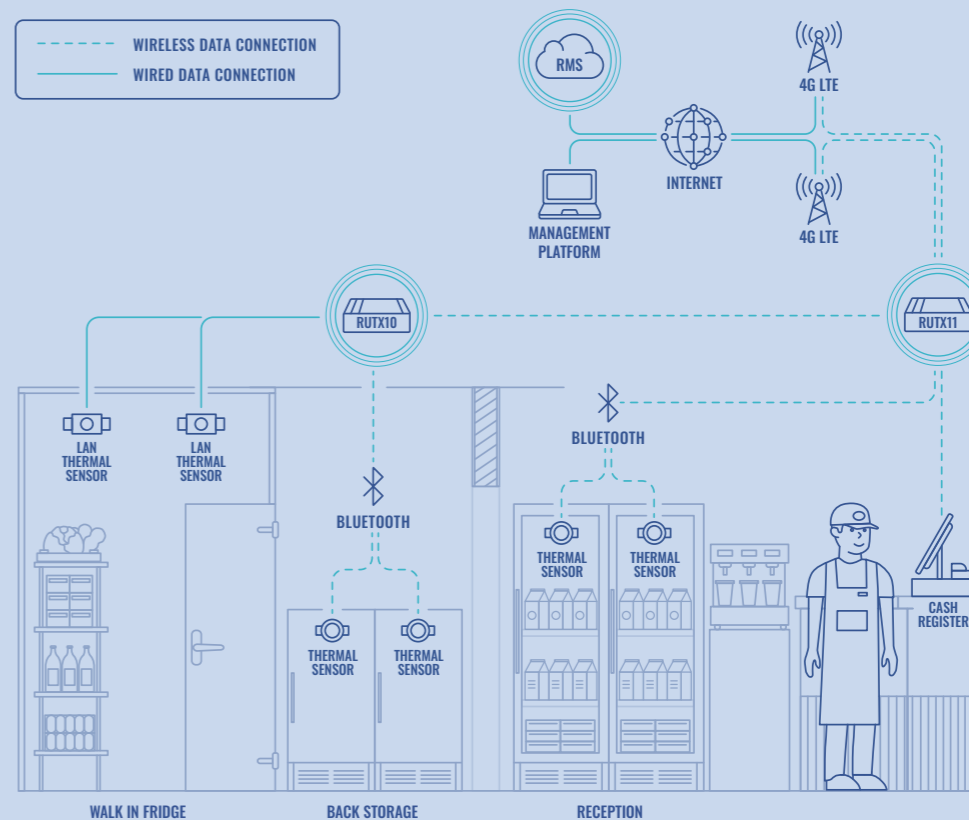 WIRELESS DATA CONNECTION
WIRED DATA CONNECTION
RMS
4G LTE
INTERNET
MANAGEMENT
PLATFORM
4G LTE
RUTX10
RUTX11
LAN
THERMAL
SENSOR
LAN
THERMAL
SENSOR
BLUETOOTH
BLUETOOTH
THERMAL
SENSOR
THERMAL
SENSOR
THERMAL
SENSOR
THERMAL
SENSOR
CASH
REGISTER
WALK IN FRIDGE
BACK STORAGE
RECEPTION